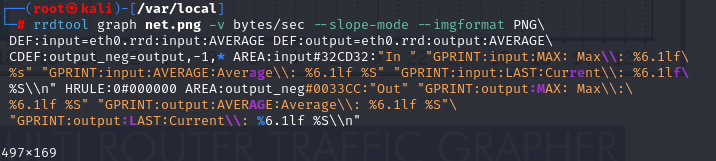 ┌──(root㉿kali)-[/var/local]
└─# rrdtool graph net.png -v bytes/sec --slope-mode --imgformat PNG\
DEF:input=eth0.rrd:input:AVERAGE DEF:output=eth0.rrd:output:AVERAGE\
CDEF:output_neg=output,-1,* AREA:input#32CD32:"In " "GPRINT:input:MAX: Max\\: %6.1lf\
%s" "GPRINT:input:AVERAGE:Average\\: %6.1lf %S" "GPRINT:input:LAST:Current\\: %6.1lf\
%S\\n" HRULE:0#000000 AREA:output_neg#0033CC:"Out" "GPRINT:output:MAX: Max\\:\
%6.1lf %S" "GPRINT:output:AVERAGE:Average\\: %6.1lf %S"\
"GPRINT:output:LAST:Current\\: %6.1lf %S\\n"
497×169
MULTI ROUTER TRAFFIC GRAPHER